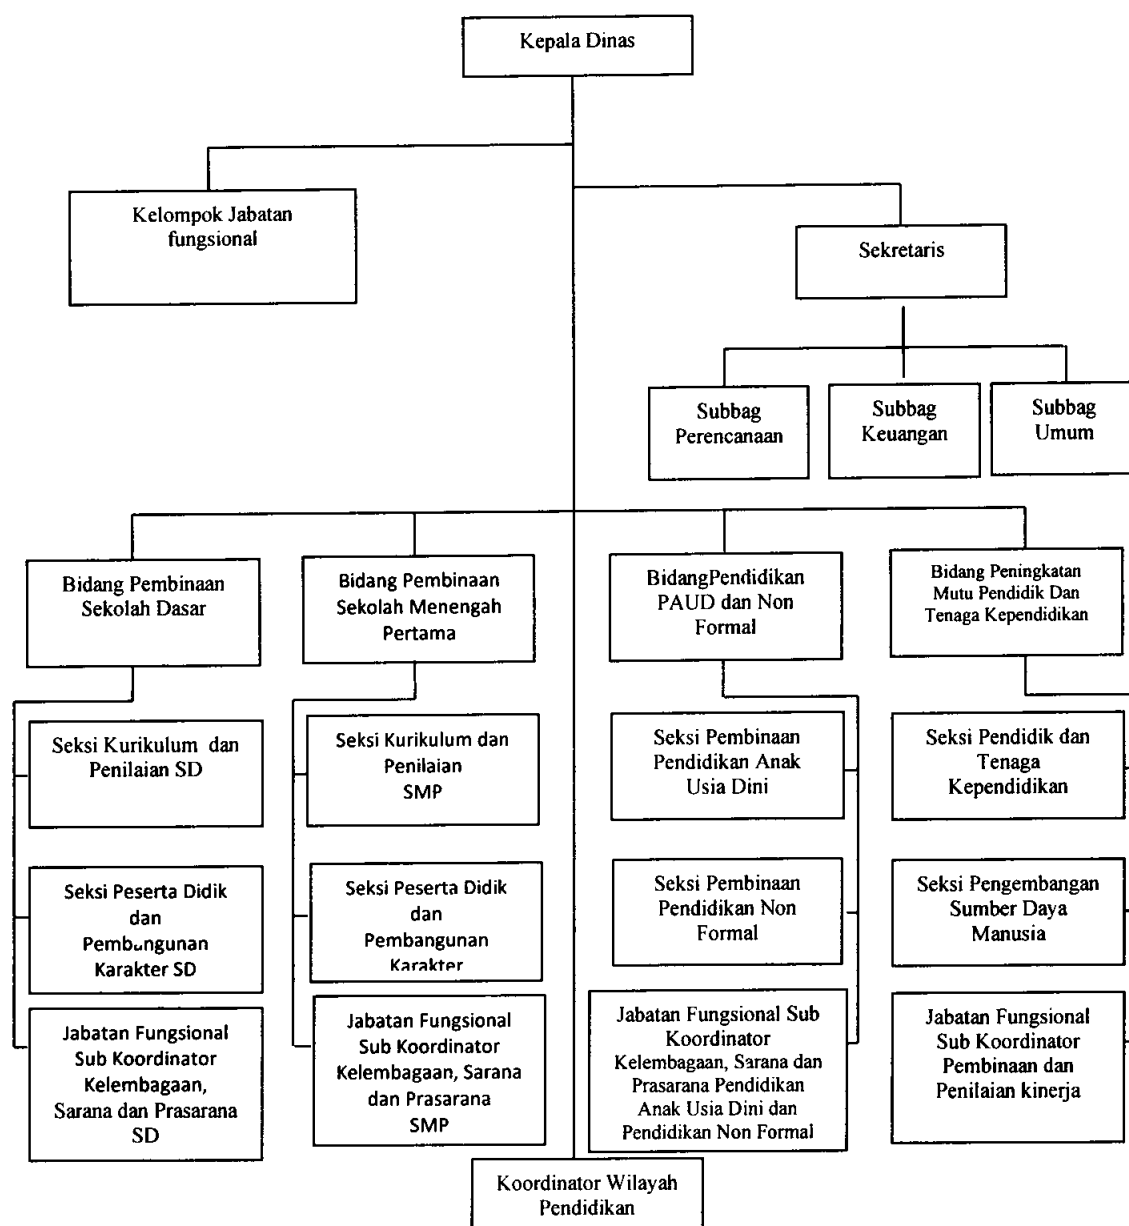 Kepala Dinas
Kelompok Jabatan
fungsional
Sekretaris
Subbag
Perencanaan
Subbag
Keuangan
Subbag
Umum
Bidang Pembinaan
Sekolah Dasar
Bidang Pembinaan
Sekolah Menengah
Pertama
BidangPendidikan
PAUD dan Non
Formal
Bidang Peningkatan
Mutu Pendidik Dan
Tenaga Kependidikan
Seksi Kurikulum dan
Penilaian SD
Seksi Kurikulum dan
Penilaian
SMP
Seksi Pembinaan
Pendidikan Anak
Usia Dini
Seksi Pendidik dan
Tenaga
Kependidikan
Seksi Peserta Didik
dan
Pembangunan
Karakter SD
Seksi Peserta Didik
dan
Pembangunan
Karakter
Seksi Pembinaan
Pendidikan Non
Formal
Seksi Pengembangan
Sumber Daya
Manusia
Jabatan Fungsional
Sub Koordinator
Kelembagaan,
Sarana dan Prasarana
SD
Jabatan Fungsional
Sub Koordinator
Kelembagaan, Sarana
dan Prasarana
SMP
Jabatan Fungsional Sub
Koordinator
Kelembagaan, Sarana dan
Prasarana Pendidikan
Anak Usia Dini dan
Pendidikan Non Formal
Jabatan Fungsional
Sub Koordinator
Pembinaan dan
Penilaian kinerja
Koordinator Wilayah
Pendidikan